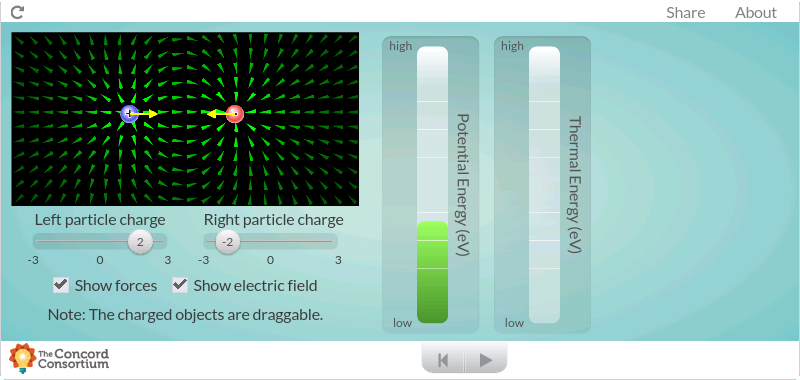 Share About
high
high
Potential Energy (eV)
Thermal Energy (eV)
low
low
+
-
Left particle charge
Right particle charge
2
-2
-3 0 3
-3 0 3
Show forces
Show electric field
Note: The charged objects are draggable.
The Concord
Consortium